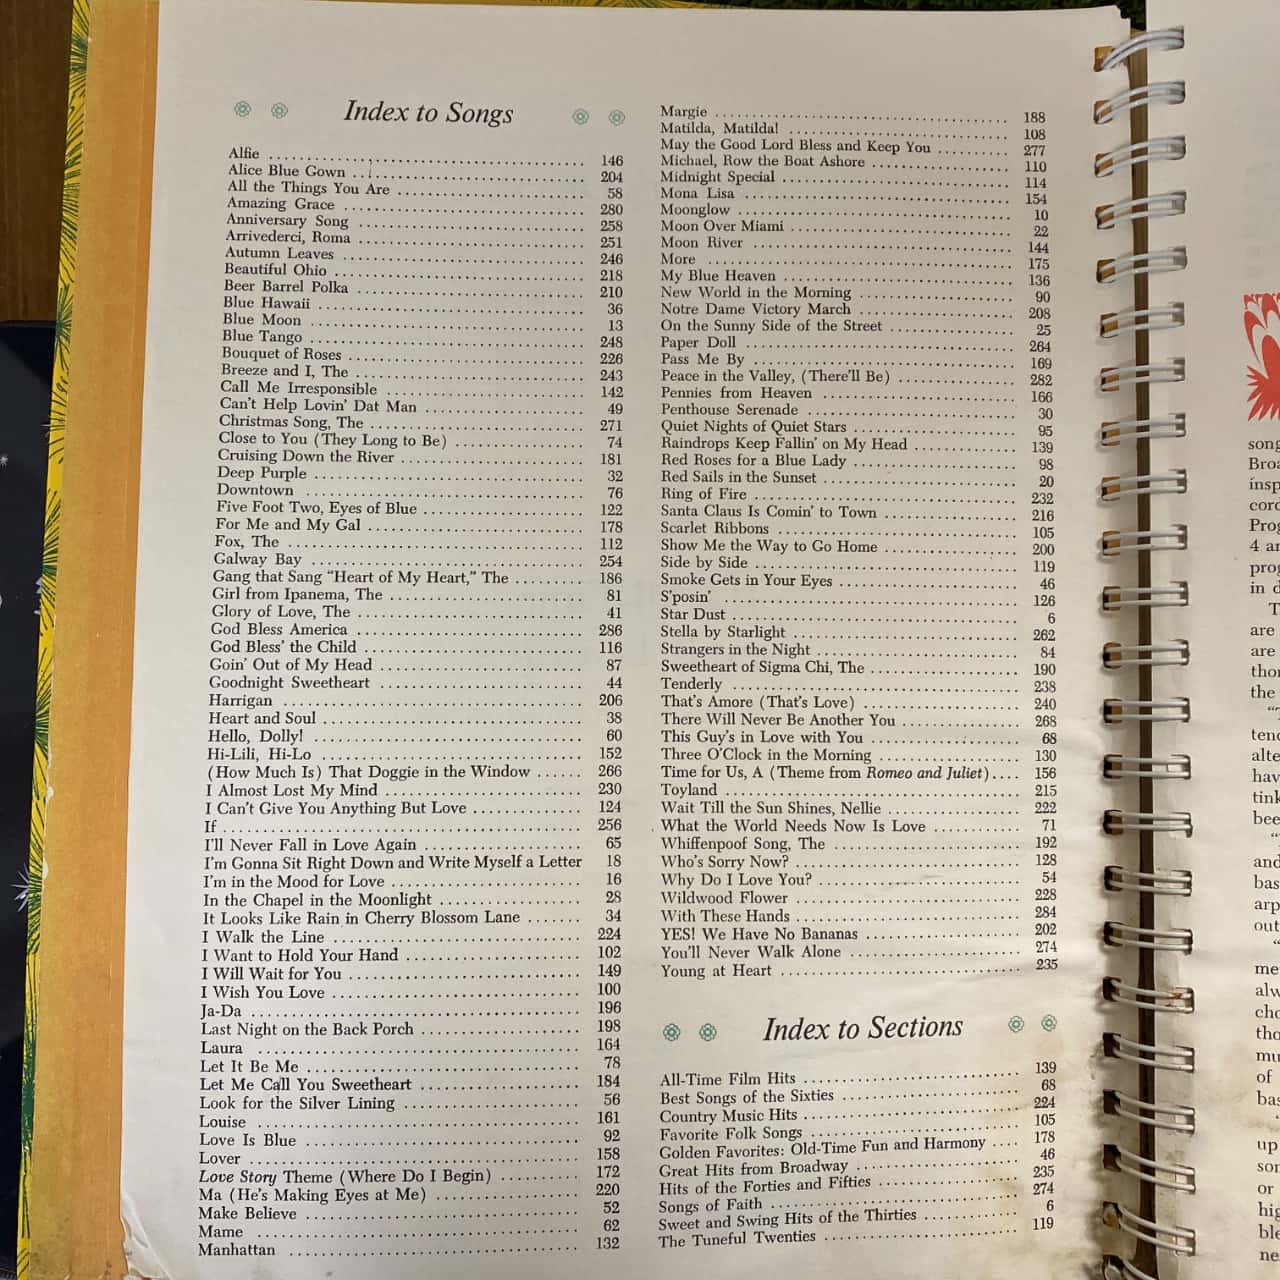 Index to Songs
Alfie 146
Alice Blue Gown 204
All the Things You Are 58
Amazing Grace 280
Anniversary Song 258
Arrivederci, Roma 251
Autumn Leaves 246
Beautiful Ohio 218
Beer Barrel Polka 210
Blue Hawaii 36
Blue Moon 13
Blue Tango 248
Bouquet of Roses 226
Breeze and I, The 243
Call Me Irresponsible 142
Can't Help Lovin' Dat Man 49
Christmas Song, The 271
Close to You (They Long to Be) 74
Cruising Down the River 181
Deep Purple 32
Downtown 76
Five Foot Two, Eyes of Blue 122
For Me and My Gal 178
Fox, The 112
Galway Bay 254
Gang that Sang "Heart of My Heart," The 186
Girl from Ipanema, The 81
Glory of Love, The 41
God Bless America 286
God Bless' the Child 116
Goin' Out of My Head 87
Goodnight Sweetheart 44
Harrigan 206
Heart and Soul 38
Hello, Dolly! 60
Hi-Lili, Hi-Lo 152
(How Much Is) That Doggie in the Window 266
I Almost Lost My Mind 230
I Can't Give You Anything But Love 124
If 256
I'll Never Fall in Love Again 65
I'm Gonna Sit Right Down and Write Myself a Letter 18
I'm in the Mood for Love 16
In the Chapel in the Moonlight 28
It Looks Like Rain in Cherry Blossom Lane 34
I Walk the Line 224
I Want to Hold Your Hand 102
I Will Wait for You 149
I Wish You Love 100
Ja-Da 196
Last Night on the Back Porch 198
Laura 164
Let It Be Me 78
Let Me Call You Sweetheart 184
Look for the Silver Lining 56
Louise 161
Love Is Blue 92
Lover 158
Love Story Theme (Where Do I Begin) 172
Ma (He's Making Eyes at Me) 220
Make Believe 52
Mame 62
Manhattan 132
Margie 188
Matilda, Matilda! 108
May the Good Lord Bless and Keep You 277
Michael, Row the Boat Ashore 110
Midnight Special 114
Mona Lisa 154
Moonglow 10
Moon Over Miami 22
Moon River 144
More 175
My Blue Heaven 136
New World in the Morning 90
Notre Dame Victory March 208
On the Sunny Side of the Street 25
Paper Doll 264
Pass Me By 169
Peace in the Valley, (There'll Be) 282
Pennies from Heaven 166
Penthouse Serenade 30
Quiet Nights of Quiet Stars 95
Raindrops Keep Fallin' on My Head 139
Red Roses for a Blue Lady 98
Red Sails in the Sunset 20
Ring of Fire 232
Santa Claus Is Comin' to Town 216
Scarlet Ribbons 105
Show Me the Way to Go Home 200
Side by Side 119
Smoke Gets in Your Eyes 46
S'posin' 126
Star Dust 6
Stella by Starlight 262
Strangers in the Night 84
Sweetheart of Sigma Chi, The 190
Tenderly 238
That's Amore (That's Love) 240
There Will Never Be Another You 268
This Guy's in Love with You 68
Three O'Clock in the Morning 130
Time for Us, A (Theme from Romeo and Juliet) 156
Toyland 215
Wait Till the Sun Shines, Nellie 222
What the World Needs Now Is Love 71
Whiffenpoof Song, The 192
Who's Sorry Now? 128
Why Do I Love You? 54
Wildwood Flower 228
With These Hands 284
YES! We Have No Bananas 202
You'll Never Walk Alone 274
Young at Heart 235
Index to Sections
All-Time Film Hits 139
Best Songs of the Sixties 68
Country Music Hits 224
Favorite Folk Songs 105
Golden Favorites: Old-Time Fun and Harmony 178
Great Hits from Broadway 46
Hits of the Forties and Fifties 235
Songs of Faith 274
Sweet and Swing Hits of the Thirties 6
The Tuneful Twenties 119